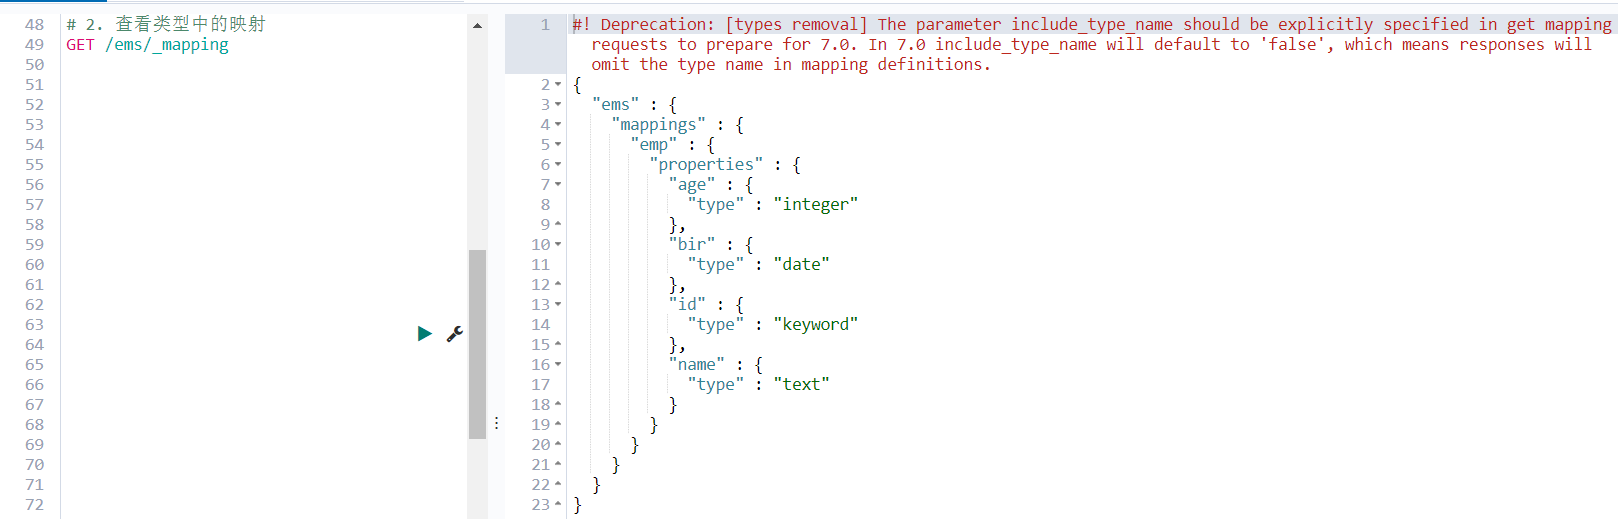 48 # 2. 查看类型中的映射
49 GET /ems/_mapping
50
51
52
53
54
55
56
57
58
59
60
61
62
63
64
65
66
67
68
69
70
71
72
1 #! Deprecation: [types removal] The parameter include_type_name should be explicitly specified in get mapping
requests to prepare for 7.0. In 7.0 include_type_name will default to 'false', which means responses will
omit the type name in mapping definitions.
2 {
3 "ems" : {
4 "mappings" : {
5 "emp" : {
6 "properties" : {
7 "age" : {
8 "type" : "integer"
9 },
10 "bir" : {
11 "type" : "date"
12 },
13 "id" : {
14 "type" : "keyword"
15 },
16 "name" : {
17 "type" : "text"
18 }
19 }
20 }
21 }
22 }
23 }